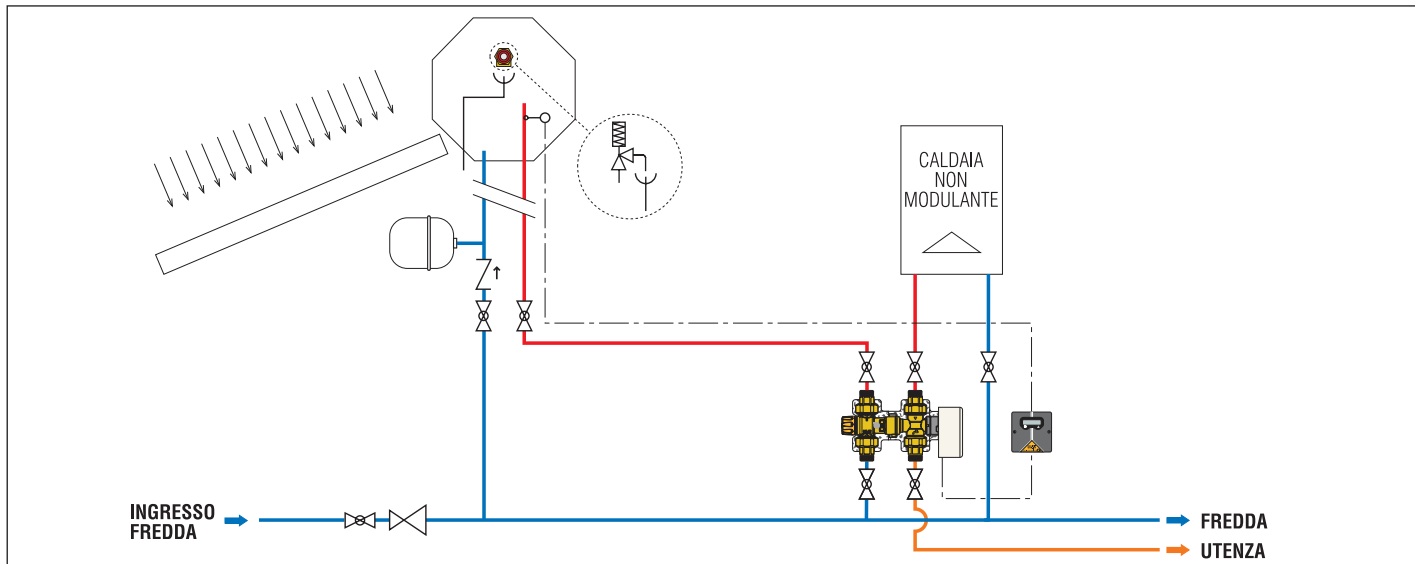 CALDAIA
NON
MODULANTE
INGRESSO
FREDDA
FREDDA
UTENZA